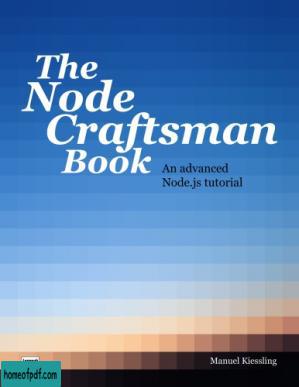 The
Node
Craftsman
Book
An advanced
Node.js tutorial
Manuel Kiessling
homeofpdf.com